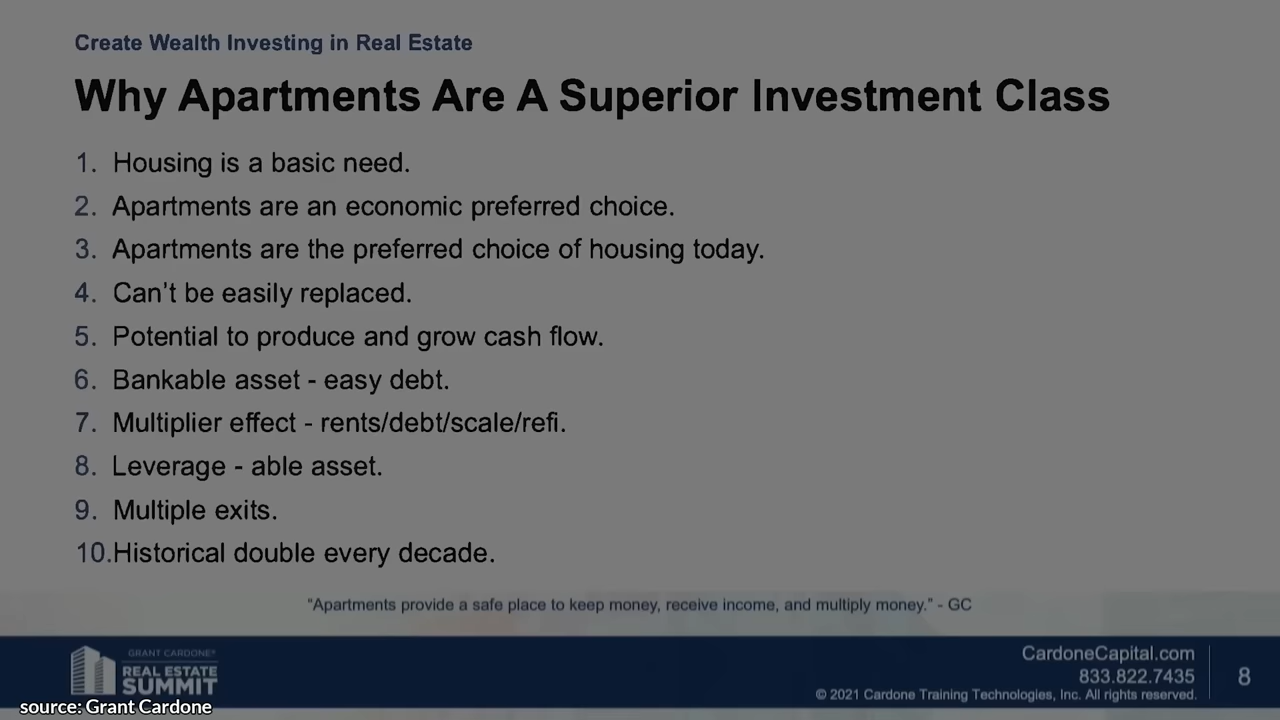 Create Wealth Investing in Real Estate
Why Apartments Are A Superior Investment Class
1. Housing is a basic need.
2. Apartments are an economic preferred choice.
3. Apartments are the preferred choice of housing today.
4. Can't be easily replaced.
5. Potential to produce and grow cash flow.
6. Bankable asset - easy debt.
7. Multiplier effect - rents/debt/scale/refi.
8. Leverage - able asset.
9. Multiple exits.
10.Historical double every decade.
"Apartments provide a safe place to keep money, receive income, and multiply money." - GC
GRANT CARDONE®
REAL ESTATE
SUMMIT
CardoneCapital.com
833.822.7435
© 2021 Cardone Training Technologies, Inc. All rights reserved.
8
source: Grant Cardone